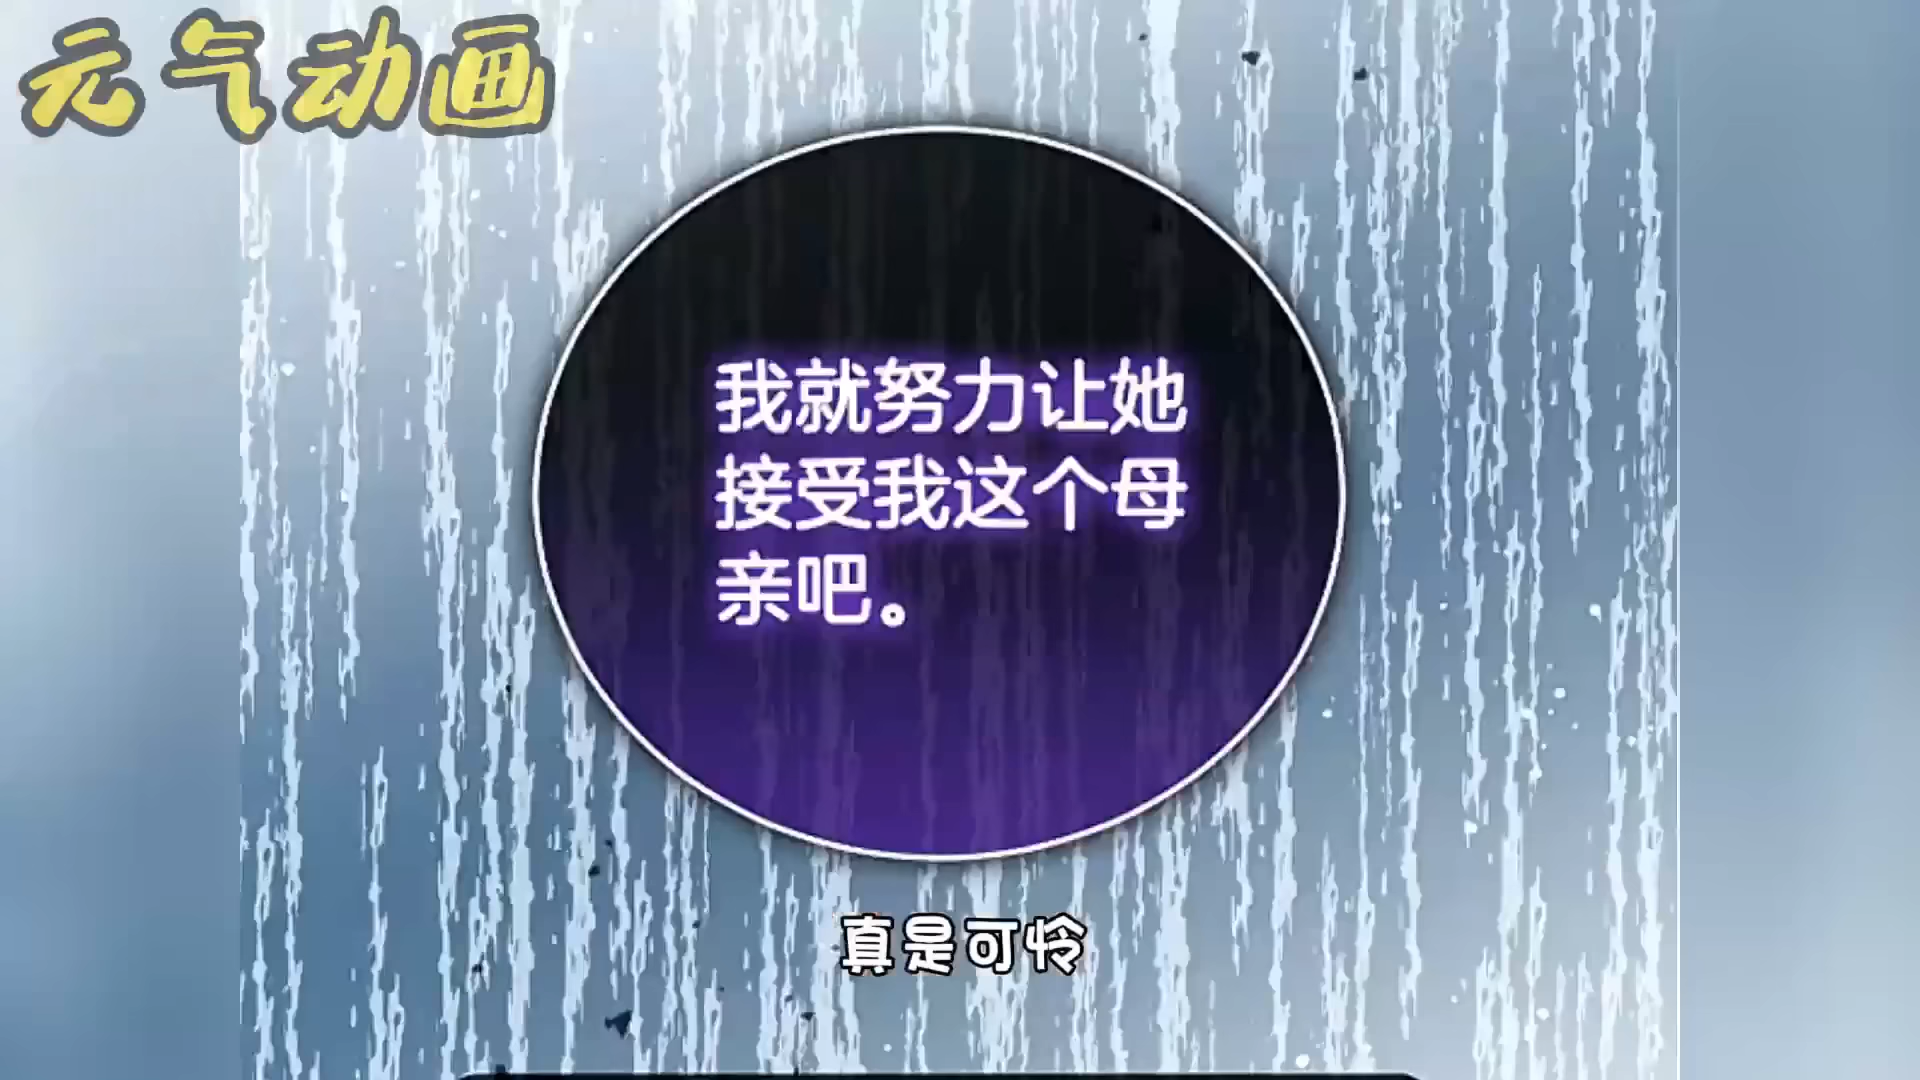 元气动画
我就努力让她
接受我这个母
亲吧。
真是可怜